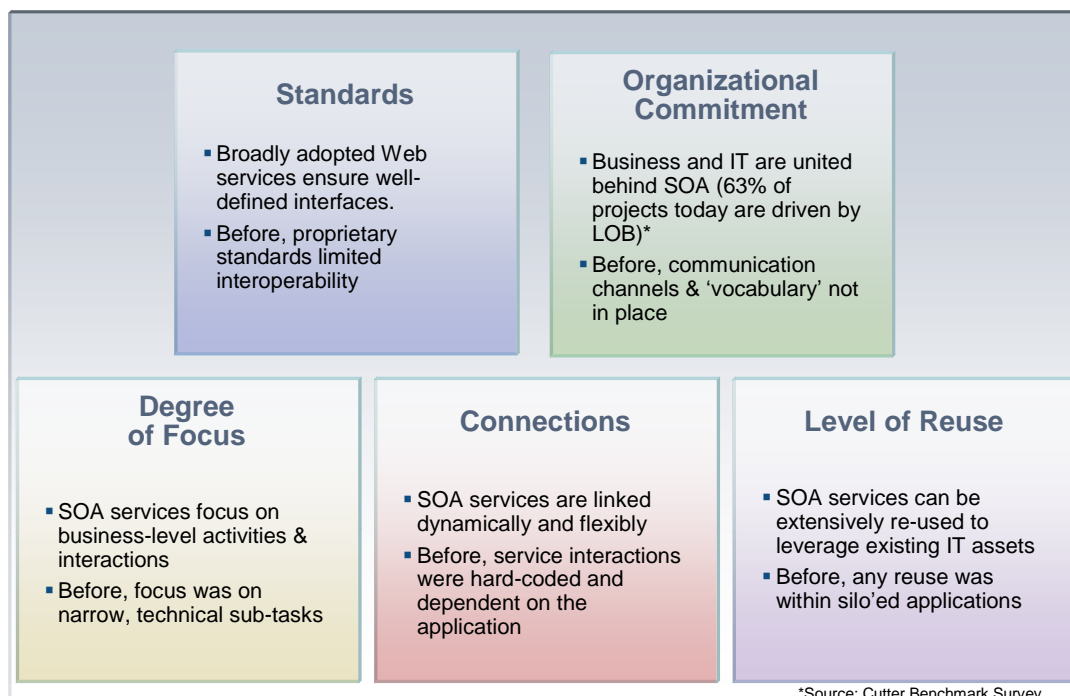 Standards
▪ Broadly adopted Web
services ensure well-
defined interfaces.
▪ Before, proprietary
standards limited
interoperability
Organizational
Commitment
▪ Business and IT are united
behind SOA (63% of
projects today are driven by
LOB)*
▪ Before, communication
channels & ‘vocabulary’ not
in place
Degree
of Focus
▪ SOA services focus on
business-level activities &
interactions
▪ Before, focus was on
narrow, technical sub-tasks
Connections
▪ SOA services are linked
dynamically and flexibly
▪ Before, service interactions
were hard-coded and
dependent on the
application
Level of Reuse
▪ SOA services can be
extensively re-used to
leverage existing IT assets
▪ Before, any reuse was
within silo’ed applications
*Source: Cutter Benchmark Survey